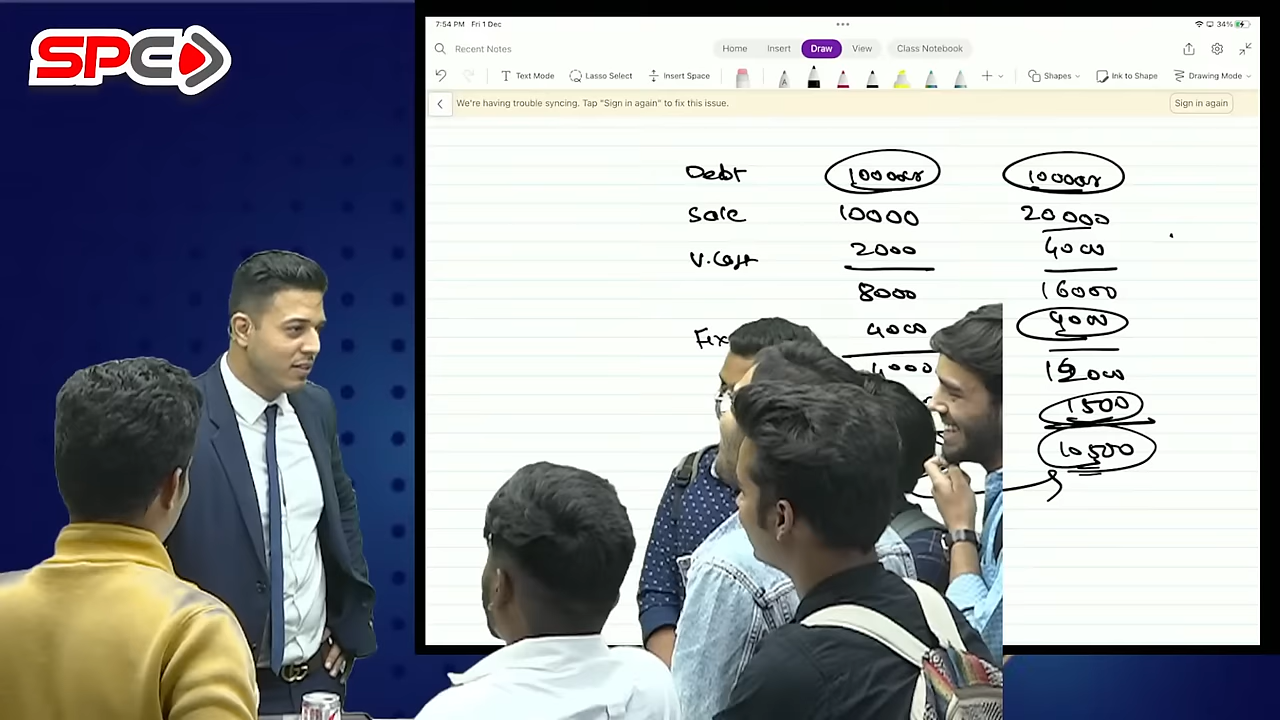 SPC
7:54 PM Fri 1 Dec
34%
Recent Notes
Home Insert Draw View Class Notebook
Text Mode Lasso Select Insert Space Shapes Ink to Shape Drawing Mode
We're having trouble syncing. Tap "Sign in again" to fix this issue. Sign in again
Debt 100000 100000
Sale 10000 20000
V. Cost 2000 4000
8000 16000
Fix 4000 4000
4000 12000
1500
10500